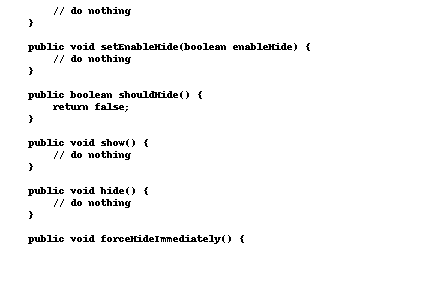 // do nothing
}
public void setEnableHide(boolean enableHide) {
// do nothing
}
public boolean shouldHide() {
return false;
}
public void show() {
// do nothing
}
public void hide() {
// do nothing
}
public void forceHideImmediately() {